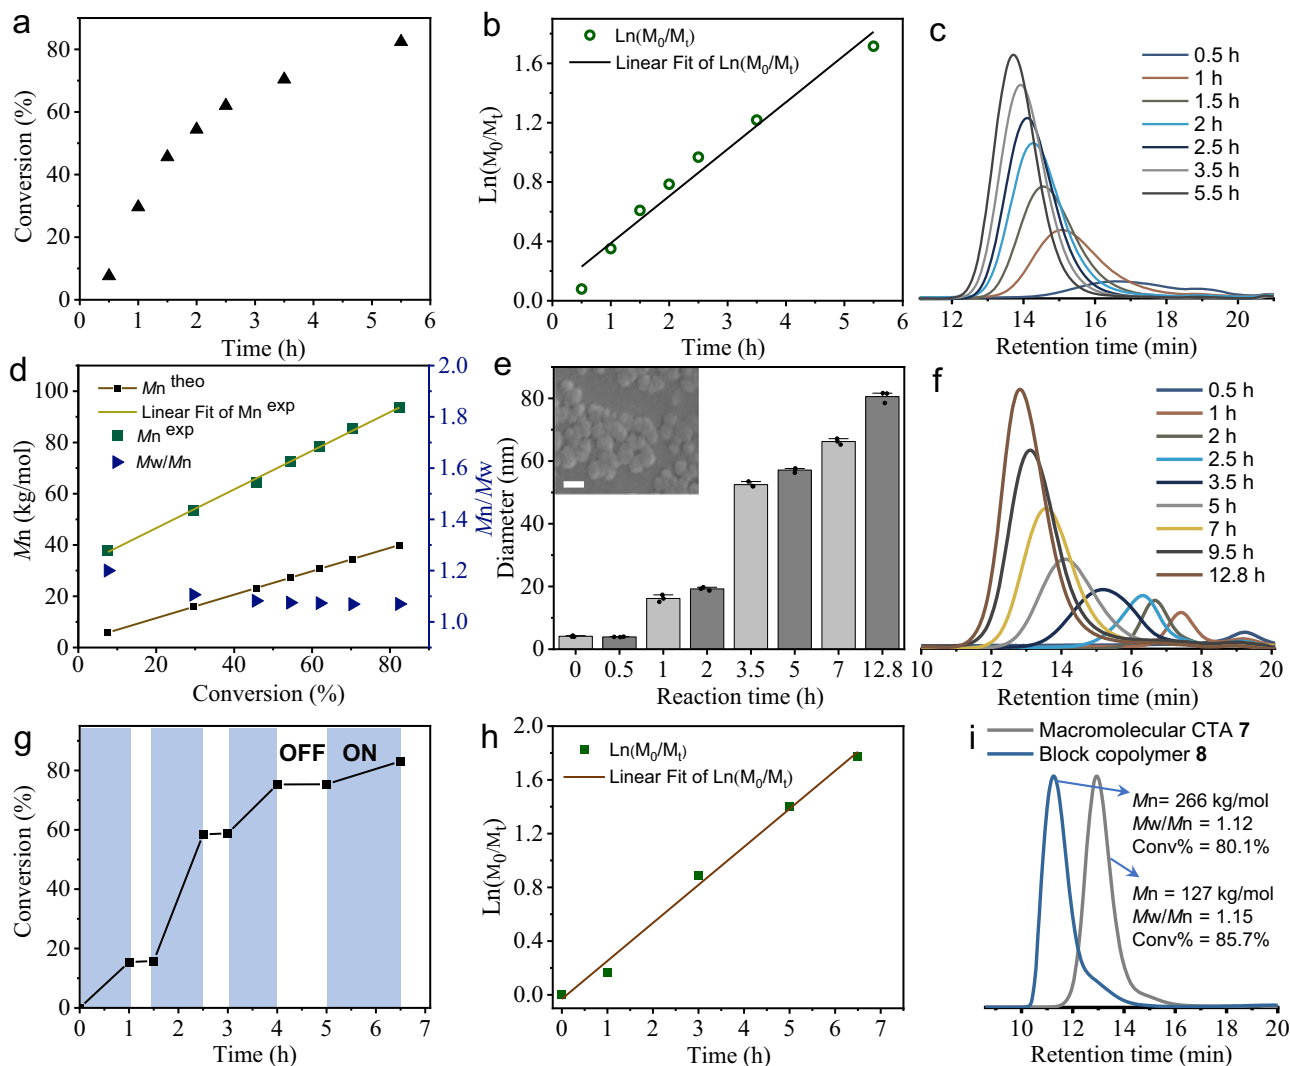 a
80
60
40
20
0
Conversion (%)
0 1 2 3 4 5 6
Time (h)
b
Ln(M0/Mt)
Linear Fit of Ln(M0/Mt)
1.6
1.2
0.8
0.4
0.0
Ln(M0/Mt)
0 1 2 3 4 5 6
Time (h)
c
0.5 h
1 h
1.5 h
2 h
2.5 h
3.5 h
5.5 h
12 14 16 18 20
Retention time (min)
d
Mn theo
Linear Fit of Mn exp
Mn exp
Mw/Mn
100
80
60
40
20
0
Mn (kg/mol)
2.0
1.8
1.6
1.4
1.3
1.2
1.0
Mn/Mw
0 20 40 60 80
Conversion (%)
e
80
60
40
20
0
Diameter (nm)
0 0.5 1 2 3.5 5 7 12.8
Reaction time (h)
f
0.5 h
1 h
2 h
2.5 h
3.5 h
5 h
7 h
9.5 h
12.8 h
10 12 14 16 18 20
Retention time (min)
g
OFF ON
80
60
40
20
0
Conversion (%)
0 1 2 3 4 5 6 7
Time (h)
h
Ln(M0/Mt)
Linear Fit of Ln(M0/Mt)
2.0
1.6
1.2
0.8
0.4
0.0
Ln(M0/Mt)
0 1 2 3 4 5 6 7
Time (h)
i
Macromolecular CTA 7
Block copolymer 8
Mn= 266 kg/mol
Mw/Mn = 1.12
Conv% = 80.1%
Mn = 127 kg/mol
Mw/Mn = 1.15
Conv% = 85.7%
10 12 14 16 18 20
Retention time (min)